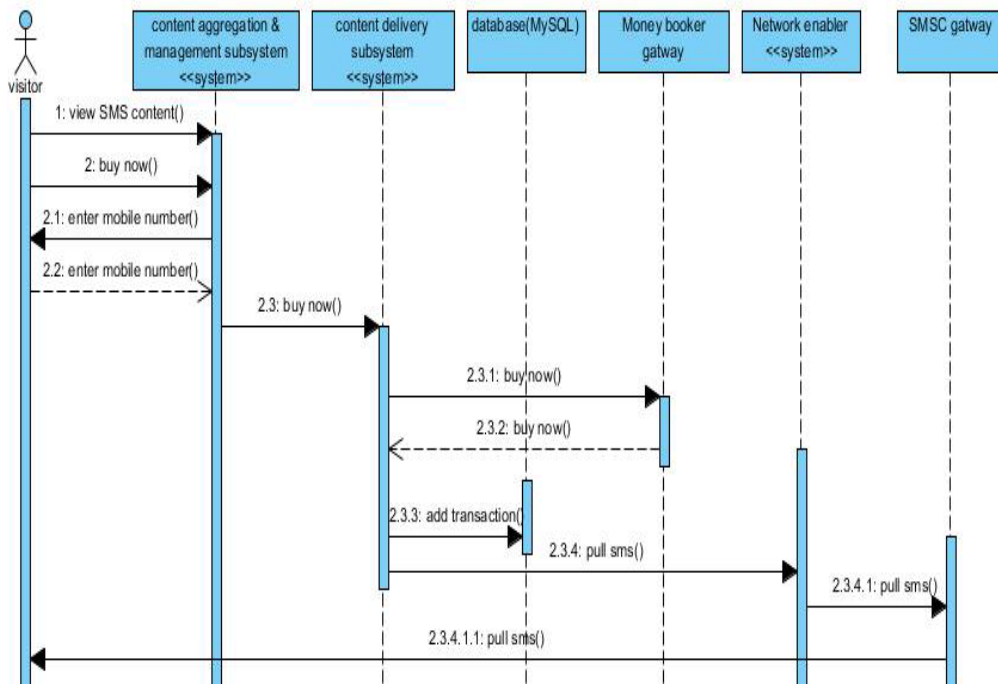 content aggregation &
management subsystem
<<system>>
content delivery
subsystem
<<system>>
database(MySQL)
Money booker
gatway
Network enabler
<<system>>
SMSC gatway
visitor
1: view SMS content()
2: buy now()
2.1: enter mobile number()
2.2: enter mobile number()
2.3: buy now()
2.3.1: buy now()
2.3.2: buy now()
2.3.3: add transaction()
2.3.4: pull sms()
2.3.4.1: pull sms()
2.3.4.1.1: pull sms()